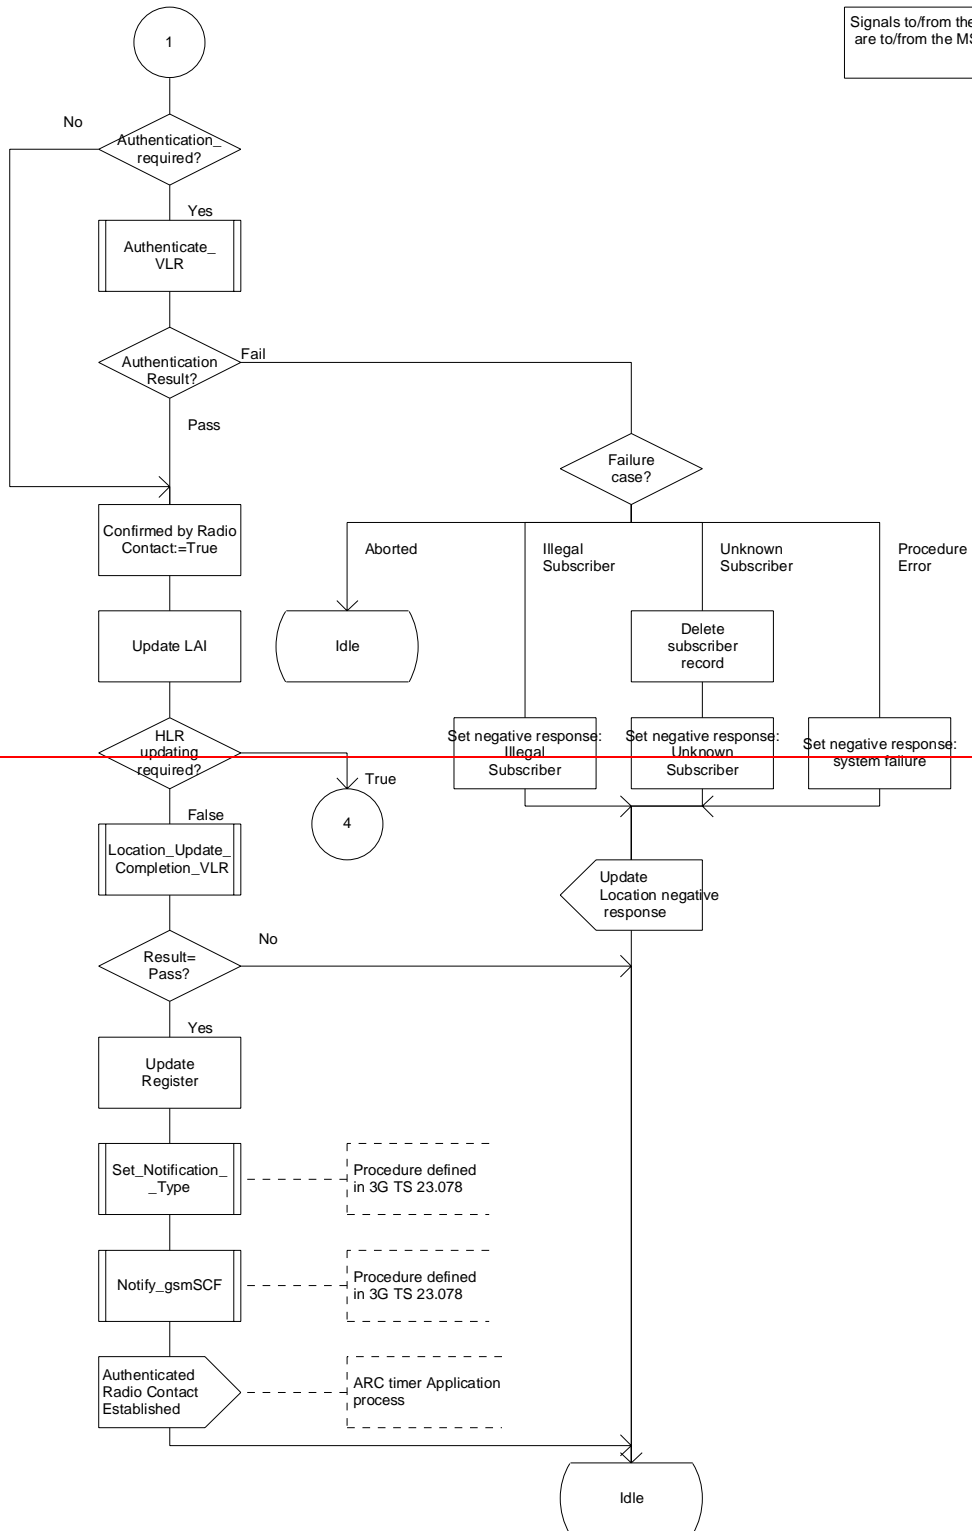 1
Signals to/from the
are to/from the MS
No
Authentication_
required?
Yes
Authenticate_
VLR
Authentication
Result?
Fail
Pass
Failure
case?
Confirmed by Radio
Contact:=True
Aborted
Illegal
Subscriber
Unknown
Subscriber
Procedure
Error
Update LAI
Idle
Delete
subscriber
record
HLR
updating
required?
True
Set negative response:
Illegal
Subscriber
Set negative response:
Unknown
Subscriber
Set negative response:
system failure
4
False
Location_Update_
Completion_VLR
Update
Location negative
response
Result=
Pass?
No
Yes
Update
Register
Set_Notification_
_Type
Procedure defined
in 3G TS 23.078
Notify_gsmSCF
Procedure defined
in 3G TS 23.078
Authenticated
Radio Contact
Established
ARC timer Application
process
Idle